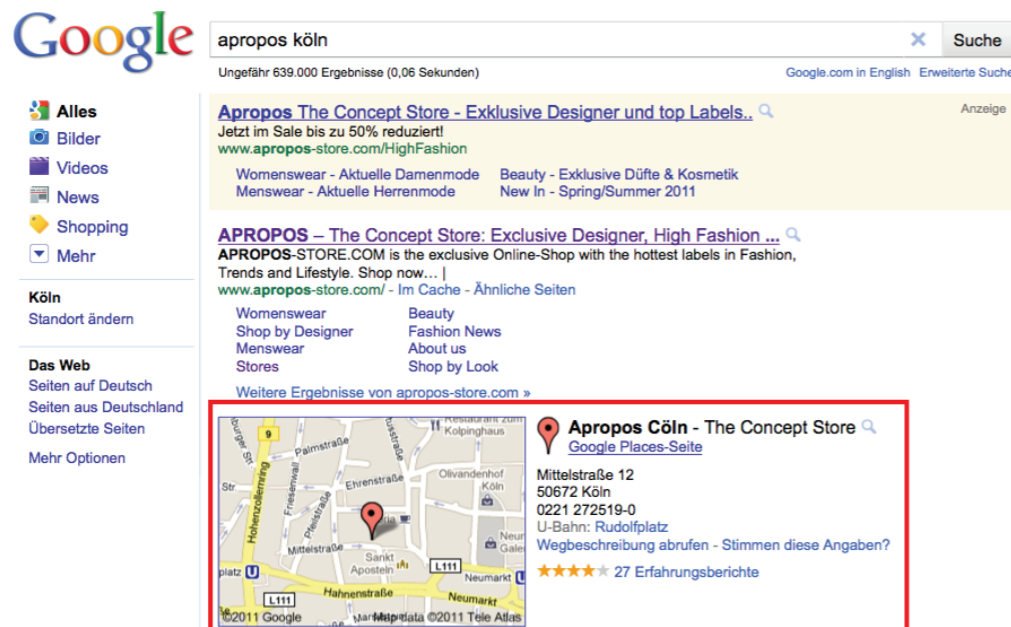 Google
apropos köln
Suche
Ungefähr 639.000 Ergebnisse (0,06 Sekunden)
Google.com in English Erweiterte Suche
Alles
Bilder
Videos
News
Shopping
Mehr
Köln
Standort ändern
Das Web
Seiten auf Deutsch
Seiten aus Deutschland
Übersetzte Seiten
Mehr Optionen
Apropos The Concept Store - Exklusive Designer und top Labels..
Anzeige
Jetzt im Sale bis zu 50% reduziert!
www.apropos-store.com/HighFashion
Womenswear - Aktuelle Damenmode Beauty - Exklusive Düfte & Kosmetik
Menswear - Aktuelle Herrenmode New In - Spring/Summer 2011
APROPOS – The Concept Store: Exclusive Designer, High Fashion ...
APROPOS-STORE.COM is the exclusive Online-Shop with the hottest labels in Fashion,
Trends and Lifestyle. Shop now… |
www.apropos-store.com/ - Im Cache - Ähnliche Seiten
Womenswear Beauty
Shop by Designer Fashion News
Menswear About us
Stores Shop by Look
Weitere Ergebnisse von apropos-store.com »
Restaurant zum
Kolpinghaus
9
Palmstraße
Olivandenhof
Köln
Str.
Ehrenstraße
Friesenwall
Pfeilstraße
Hohenzollernring
Mittelstraße
Sankt
Aposteln
L111
Neumarkt
platz U
L111
Hahnenstraße
Neumarkt
©2011 Google
Map data ©2011 Tele Atlas
Apropos Cöln - The Concept Store
Google Places-Seite
Mittelstraße 12
50672 Köln
0221 272519-0
U-Bahn: Rudolfplatz
Wegbeschreibung abrufen - Stimmen diese Angaben?
27 Erfahrungsberichte